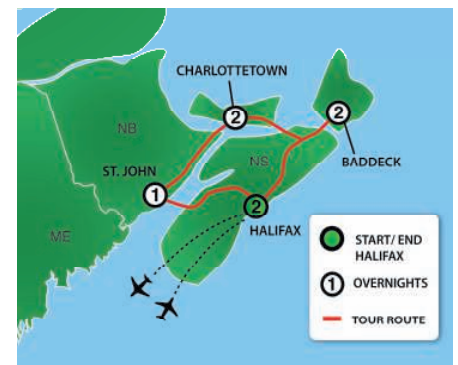 CHARLOTTETOWN
2
2
NB
BADDECK
ST. JOHN
NS
1
2
HALIFAX
ME
START/ END
HALIFAX
1 OVERNIGHTS
TOUR ROUTE